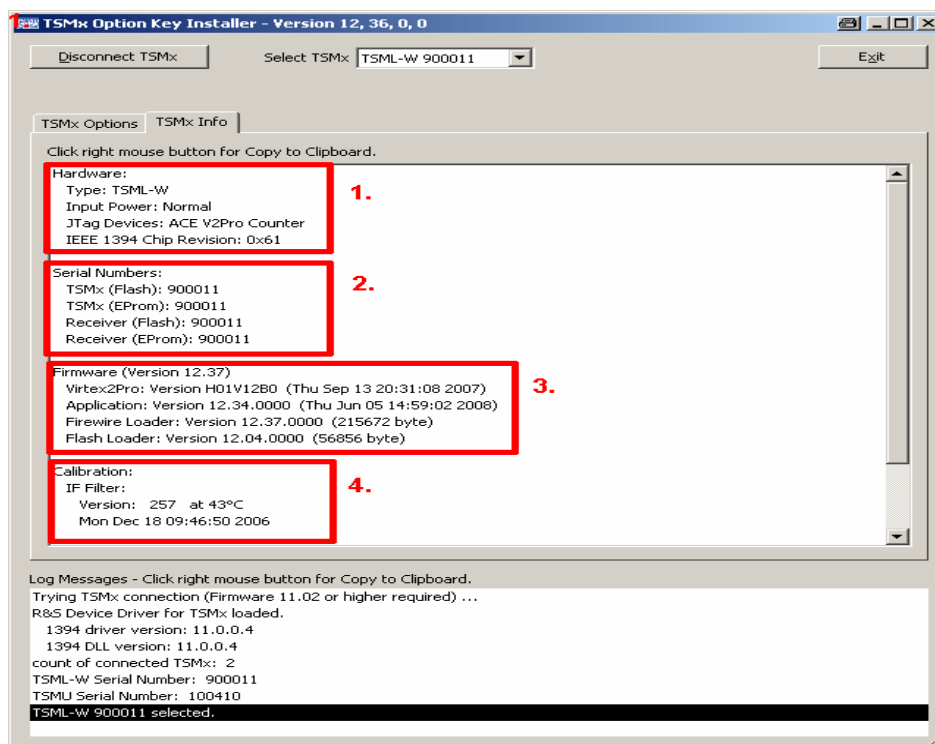 1
TSMx Option Key Installer - Version 12, 36, 0, 0
Disconnect TSMx
Select TSMx
TSML-W 900011
Exit
TSMx Options
TSMx Info
Click right mouse button for Copy to Clipboard.
Hardware:
Type: TSML-W
Input Power: Normal
JTag Devices: ACE V2Pro Counter
IEEE 1394 Chip Revision: 0x61
1.
Serial Numbers:
TSMx (Flash): 900011
TSMx (EProm): 900011
Receiver (Flash): 900011
Receiver (EProm): 900011
2.
Firmware (Version 12.37)
Virtex2Pro: Version H01V12B0 (Thu Sep 13 20:31:08 2007)
Application: Version 12.34.0000 (Thu Jun 05 14:59:02 2008)
Firewire Loader: Version 12.37.0000 (215672 byte)
Flash Loader: Version 12.04.0000 (56856 byte)
3.
Calibration:
IF Filter:
Version: 257 at 43°C
Mon Dec 18 09:46:50 2006
4.
Log Messages - Click right mouse button for Copy to Clipboard.
Trying TSMx connection (Firmware 11.02 or higher required) ...
R&S Device Driver for TSMx loaded.
1394 driver version: 11.0.0.4
1394 DLL version: 11.0.0.4
count of connected TSMx: 2
TSML-W Serial Number: 900011
TSMU Serial Number: 100410
TSML-W 900011 selected.